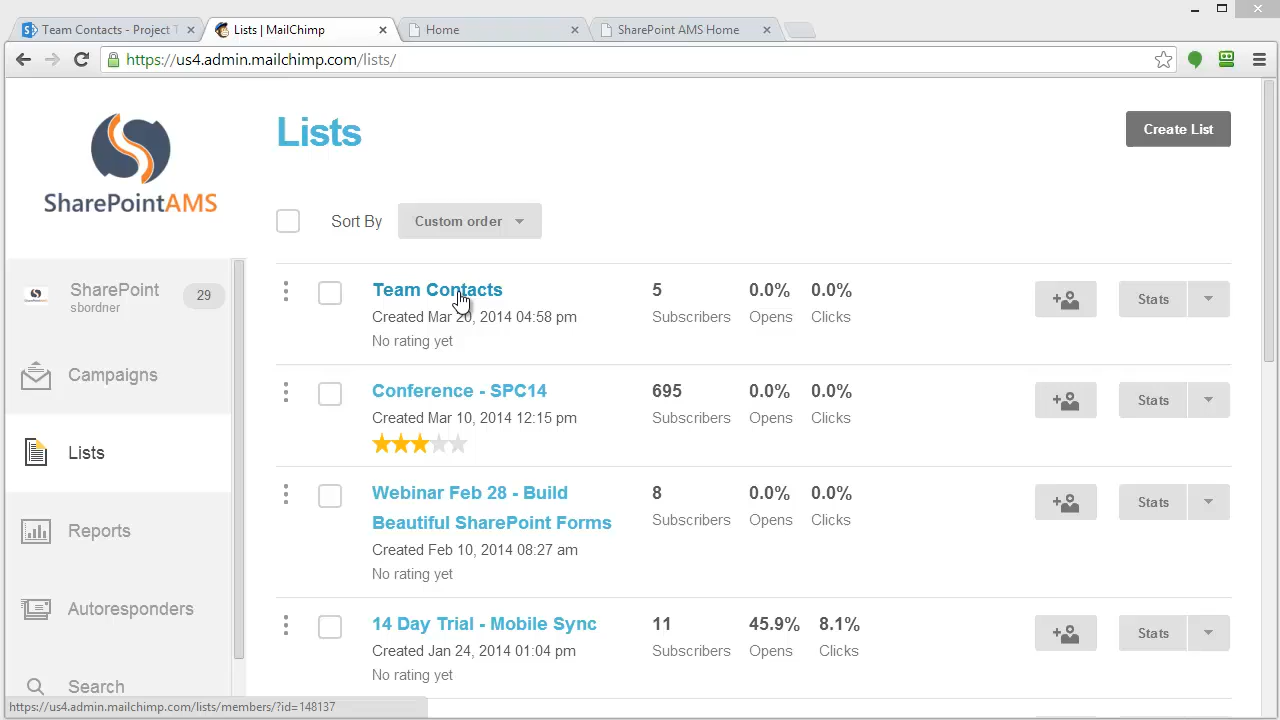 Team Contacts - Project T
Lists | MailChimp
Home
SharePoint AMS Home
https://us4.admin.mailchimp.com/lists/
SharePointAMS
Lists
Create List
Sort By
Custom order
SharePoint
sbordner
29
Campaigns
Lists
Reports
Autoresponders
Search
Team Contacts
Created Mar 20, 2014 04:58 pm
No rating yet
5
Subscribers
0.0%
Opens
0.0%
Clicks
Stats
Conference - SPC14
Created Mar 10, 2014 12:15 pm
695
Subscribers
0.0%
Opens
0.0%
Clicks
Stats
Webinar Feb 28 - Build
Beautiful SharePoint Forms
Created Feb 10, 2014 08:27 am
No rating yet
8
Subscribers
0.0%
Opens
0.0%
Clicks
Stats
14 Day Trial - Mobile Sync
Created Jan 24, 2014 01:04 pm
No rating yet
11
Subscribers
45.9%
Opens
8.1%
Clicks
Stats
https://us4.admin.mailchimp.com/lists/members/?id=148137